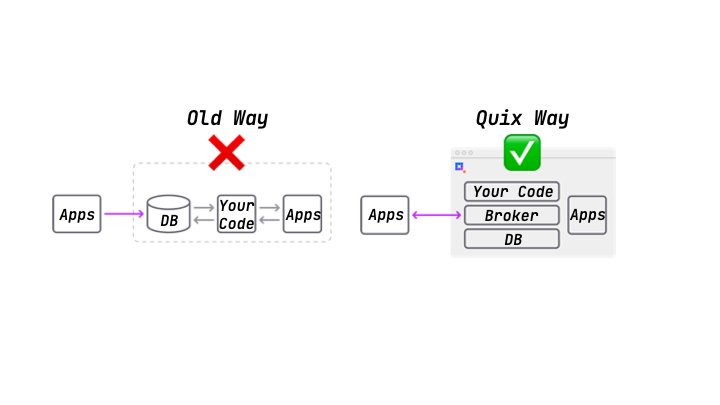 Old Way
Apps
DB
Your
Code
Apps
Quix Way
Apps
Your Code
Broker
DB
Apps